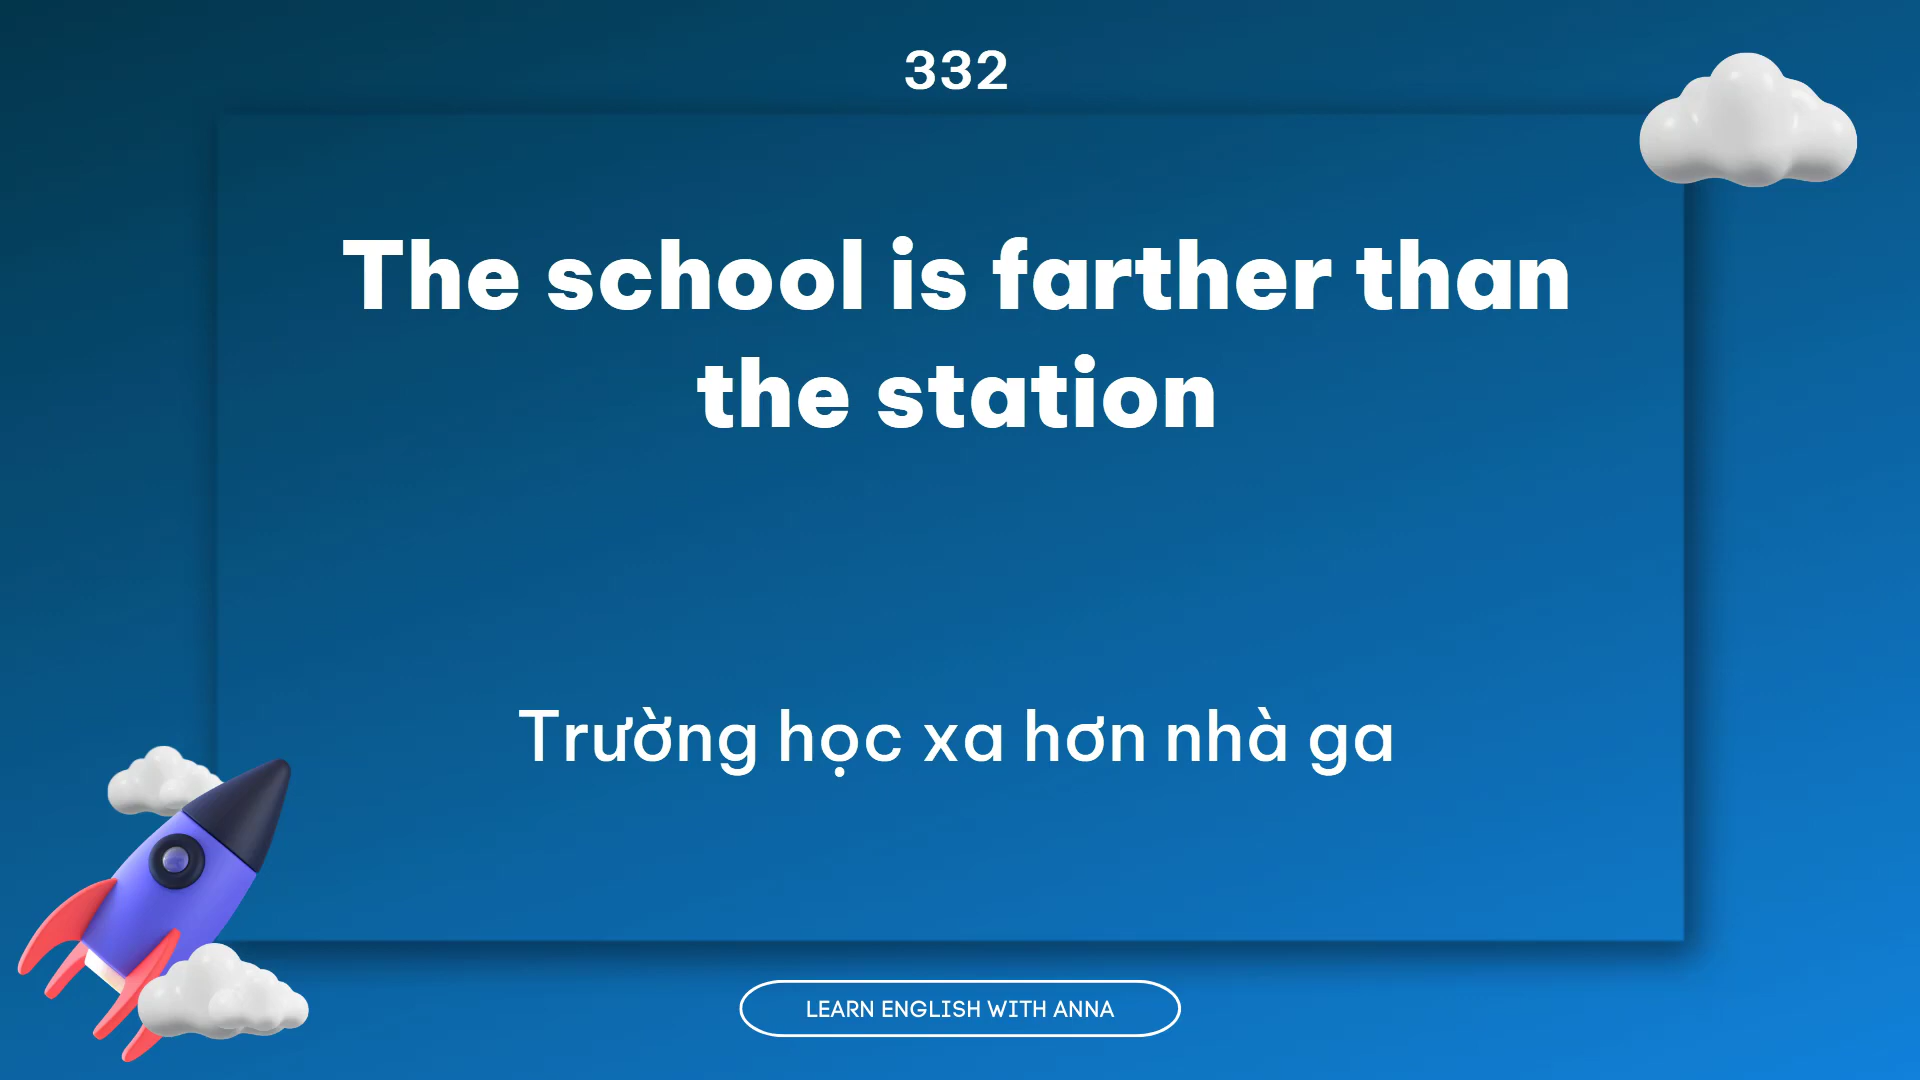 332
The school is farther than
the station
Trường học xa hơn nhà ga
LEARN ENGLISH WITH ANNA